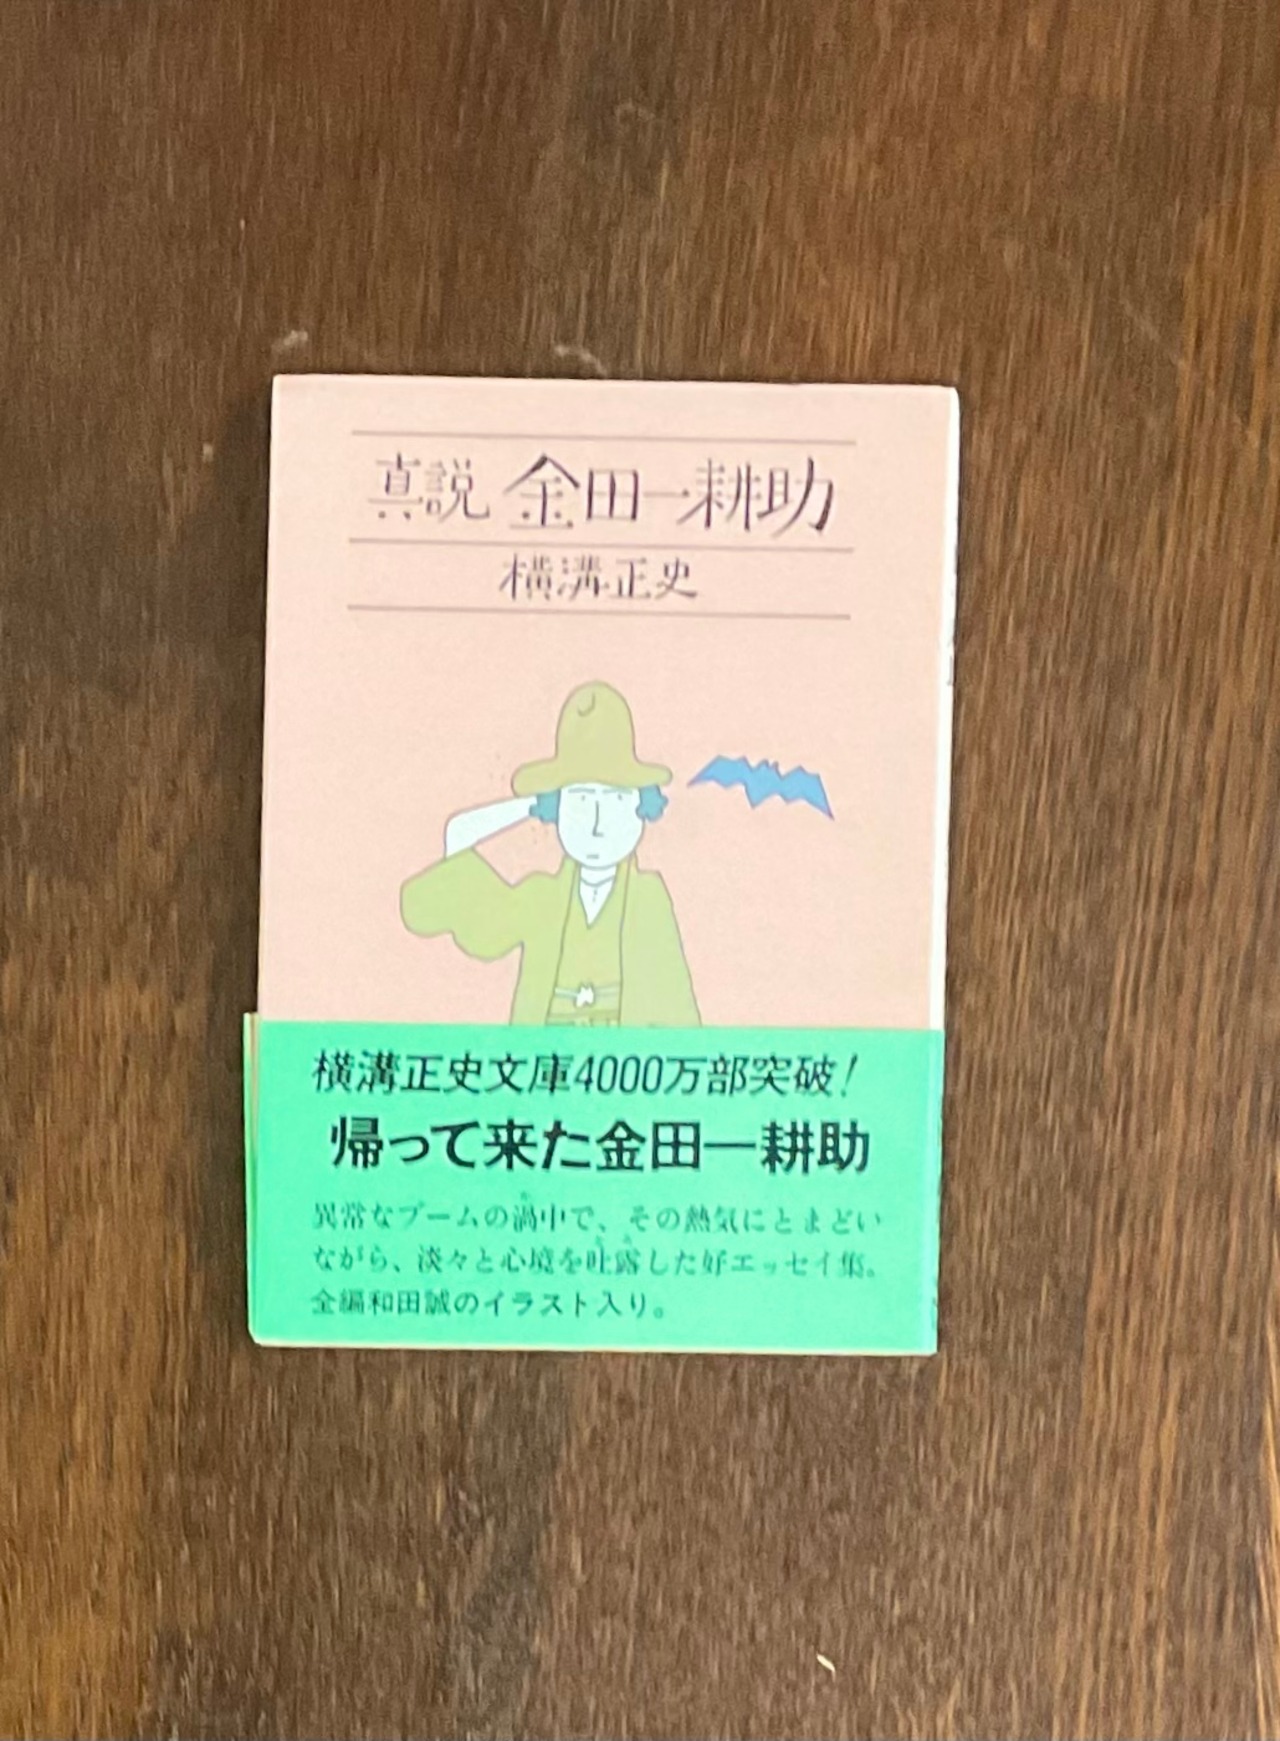 真説 金田一耕助
横溝正史
横溝正史文庫4000万部突破!
帰って来た金田一耕助
異常なブームの渦中で、その熱気にとまどい
ながら、淡々と心境を吐露した好エッセイ集。
全編和田誠のイラスト入り。